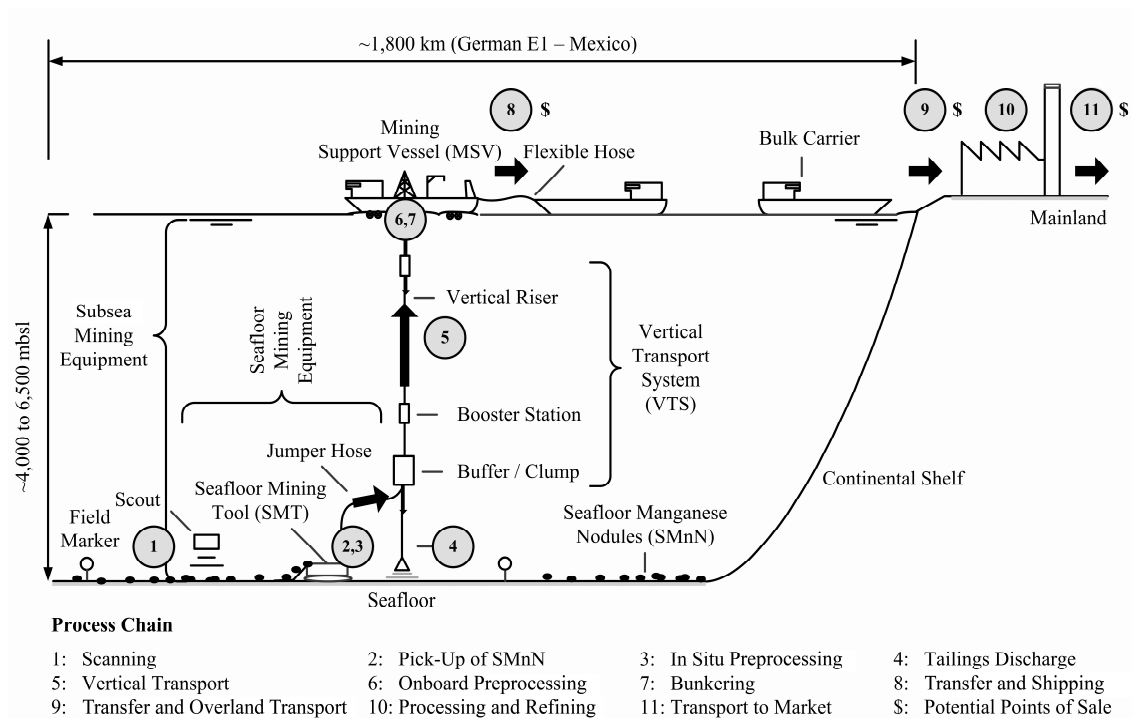 ~1,800 km (German E1 – Mexico)
8 $
9 $
10
11 $
Mining
Support Vessel (MSV)
Flexible Hose
Bulk Carrier
6,7
Mainland
~4,000 to 6,500 mbsl
Subsea
Mining
Equipment
Seafloor
Mining
Equipment
Vertical Riser
5
Vertical
Transport
System
(VTS)
Booster Station
Jumper Hose
Buffer / Clump
Continental Shelf
Seafloor Mining
Tool (SMT)
Scout
Field
Marker
1
2,3
4
Seafloor Manganese
Nodules (SMnN)
Seafloor
Process Chain
1: Scanning
2: Pick-Up of SMnN
3: In Situ Preprocessing
4: Tailings Discharge
5: Vertical Transport
6: Onboard Preprocessing
7: Bunkering
8: Transfer and Shipping
9: Transfer and Overland Transport
10: Processing and Refining
11: Transport to Market
$: Potential Points of Sale